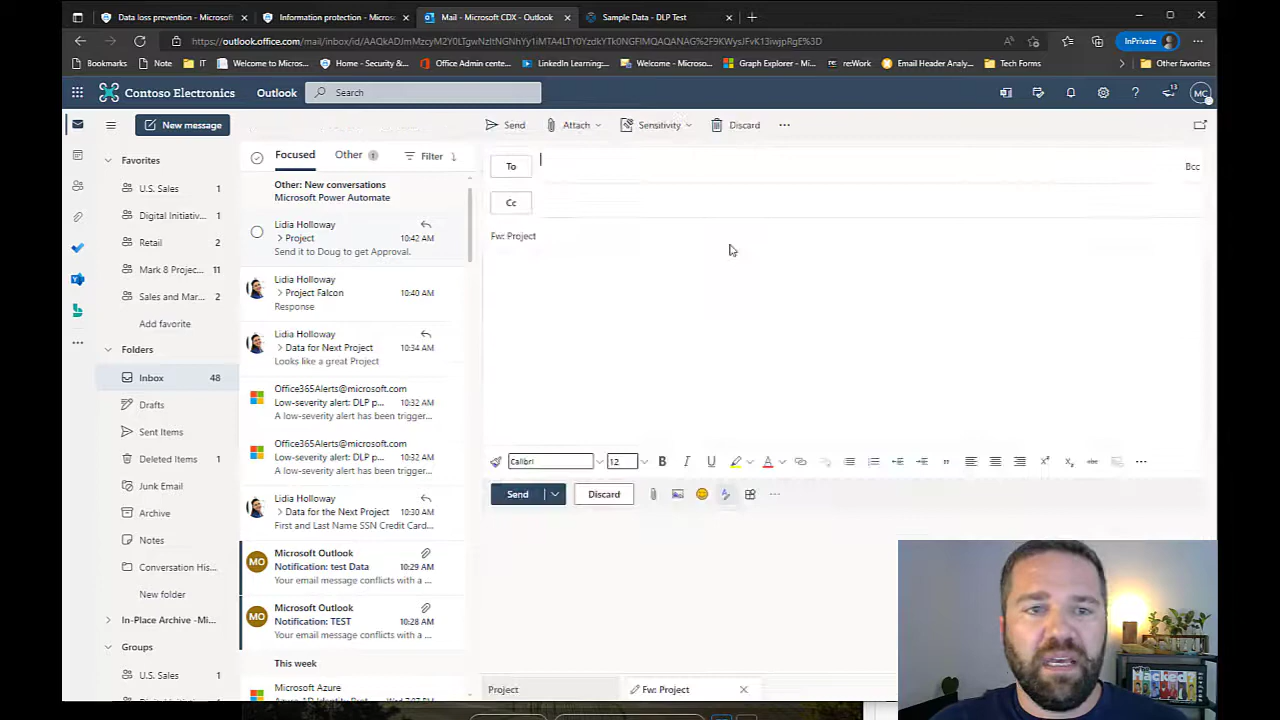 Data loss prevention - Microsoft
Information protection - Microso
Mail - Microsoft CDX - Outlook
Sample Data - DLP Test
https://outlook.office.com/mail/inbox/id/AAQkADJmMzcyM2Y0LTgwNzItNGNhYy1iMTA4LTY0YzdkYTk0NGFlMQAQANAG%2F9KWysJFvK13iwjpRgE%3D
InPrivate
Bookmarks
Note
IT
Welcome to Micros...
Home - Security &...
Office Admin cente...
LinkedIn Learning:...
Welcome - Microso...
Graph Explorer - Mi...
reWork
Email Header Analy...
Tech Forms
Other favorites
Contoso Electronics
Outlook
Search
13
MC
New message
Send
Attach
Sensitivity
Discard
Favorites
U.S. Sales 1
Digital Initiativ... 1
Retail 2
Mark 8 Projec... 11
Sales and Mar... 2
Add favorite
Folders
Inbox 48
Drafts
Sent Items
Deleted Items 1
Junk Email
Archive
Notes
Conversation His...
New folder
In-Place Archive -Mi...
Groups
U.S. Sales 1
Focused
Other 1
Filter
Other: New conversations
Microsoft Power Automate
Lidia Holloway
> Project 10:42 AM
Send it to Doug to get Approval.
Lidia Holloway
> Project Falcon 10:40 AM
Response
Lidia Holloway
> Data for Next Project 10:34 AM
Looks like a great Project
Office365Alerts@microsoft.com
Low-severity alert: DLP p... 10:32 AM
A low-severity alert has been trigger...
Office365Alerts@microsoft.com
Low-severity alert: DLP p... 10:32 AM
A low-severity alert has been trigger...
Lidia Holloway
> Data for the Next Project 10:30 AM
First and Last Name SSN Credit Card...
MO
Microsoft Outlook
Notification: test Data 10:29 AM
Your email message conflicts with a ...
MO
Microsoft Outlook
Notification: TEST 10:28 AM
Your email message conflicts with a ...
This week
Microsoft Azure
To
Bcc
Cc
Fw: Project
Calibri
12
Send
Discard
Project
Fw: Project
Hacked